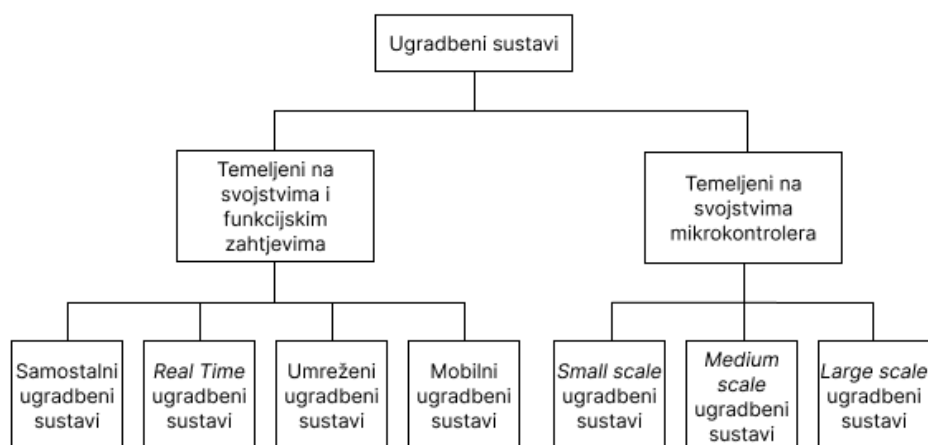 Ugradbeni sustavi
Temeljeni na
svojstvima i
funkcijskim
zahtjevima
Temeljeni na
svojstvima
mikrokontrolera
Samostalni
ugradbeni
sustavi
Real Time
ugradbeni
sustavi
Umreženi
ugradbeni
sustavi
Mobilni
ugradbeni
sustavi
Small scale
ugradbeni
sustavi
Medium
scale
ugradbeni
sustavi
Large scale
ugradbeni
sustavi